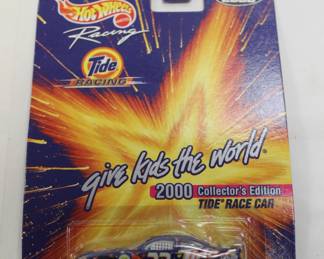 Hot Wheels
Racing
Tide
RACING
give kids the world®
2000 Collector's Edition
TIDE® RACE CAR